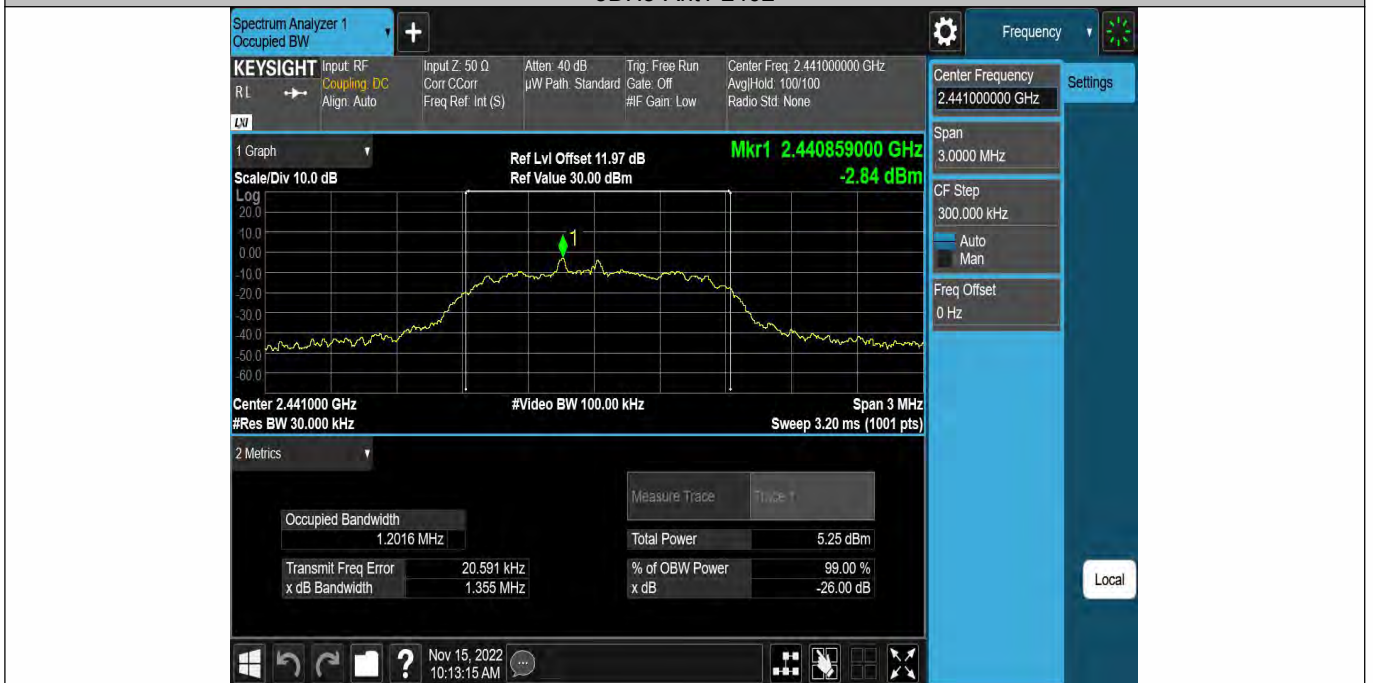 Spectrum Analyzer 1
Occupied BW
+
Frequency
KEYSIGHT
RL
LXI
Input: RF
Coupling: DC
Align: Auto
Input Z: 50 Ω
Corr CCorr
Freq Ref: Int (S)
Atten: 40 dB
µW Path: Standard
Trig: Free Run
Gate: Off
#IF Gain: Low
Center Freq: 2.441000000 GHz
Avg|Hold: 100/100
Radio Std: None
Center Frequency
2.441000000 GHz
Settings
Span
3.0000 MHz
CF Step
300.000 kHz
Auto
Man
Freq Offset
0 Hz
Local
1 Graph
Scale/Div 10.0 dB
Ref Lvl Offset 11.97 dB
Ref Value 30.00 dBm
Mkr1 2.440859000 GHz
-2.84 dBm
Log
20.0
10.0
0.00
-10.0
-20.0
-30.0
-40.0
-50.0
-60.0
1
Center 2.441000 GHz
#Video BW 100.00 kHz
Span 3 MHz
#Res BW 30.000 kHz
Sweep 3.20 ms (1001 pts)
2 Metrics
Measure Trace
Trace 1
Occupied Bandwidth
1.2016 MHz
Total Power 5.25 dBm
Transmit Freq Error 20.591 kHz
% of OBW Power 99.00 %
x dB Bandwidth 1.355 MHz
x dB -26.00 dB
?
Nov 15, 2022
10:13:15 AM